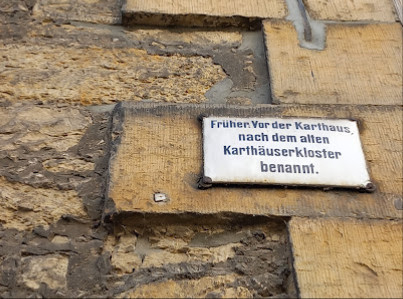 Früher: Vor der Karthaus,
nach dem alten
Karthäuserkloster
benannt.